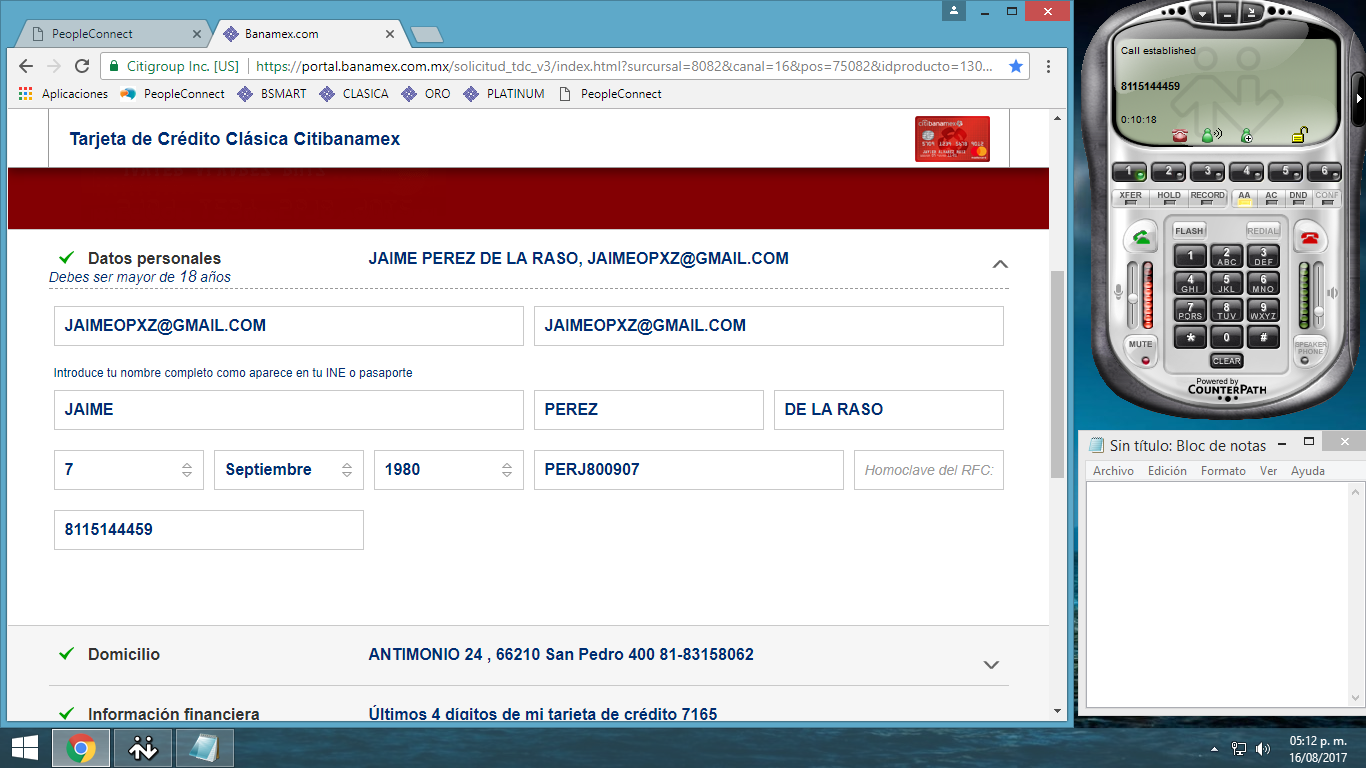 PeopleConnect
Banamex.com
Citigroup Inc. [US] https://portal.banamex.com.mx/solicitud_tdc_v3/index.html?surcursal=8082&canal=16&pos=75082&idproducto=130...
Aplicaciones PeopleConnect BSMART CLASICA ORO PLATINUM PeopleConnect
Tarjeta de Crédito Clásica Citibanamex
Datos personales JAIME PEREZ DE LA RASO, JAIMEOPXZ@GMAIL.COM
Debes ser mayor de 18 años
JAIMEOPXZ@GMAIL.COM JAIMEOPXZ@GMAIL.COM
Introduce tu nombre completo como aparece en tu INE o pasaporte
JAIME PEREZ DE LA RASO
7 Septiembre 1980 PERJ800907 Homoclave del RFC:
8115144459
Domicilio ANTIMONIO 24 , 66210 San Pedro 400 81-83158062
Información financiera Últimos 4 dígitos de mi tarjeta de crédito 7165
Call established
8115144459
0:10:18
1 2 3 4 5 6
XFER HOLD RECORD AA AC DND CONF
FLASH REDIAL
1 2 ABC 3 DEF
4 GHI 5 JKL 6 MNO
7 PQRS 8 TUV 9 WXYZ
* 0 #
MUTE SPEAKER PHONE
CLEAR
Powered by
COUNTERPATH
Sin título: Bloc de notas
Archivo Edición Formato Ver Ayuda
05:12 p. m.
16/08/2017